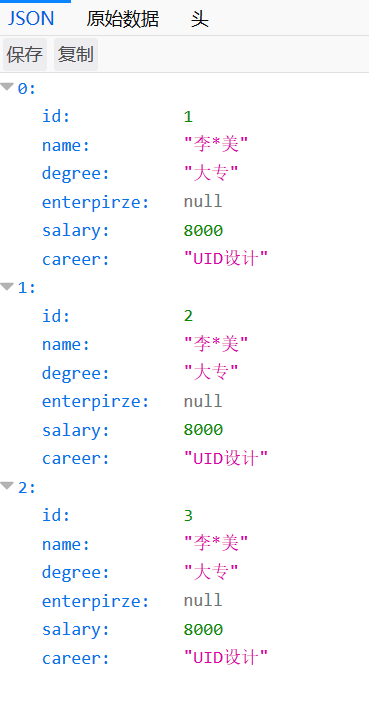 JSON 原始数据 头
保存 复制
0:
id: 1
name: "李*美"
degree: "大专"
enterpirze: null
salary: 8000
career: "UID设计"
1:
id: 2
name: "李*美"
degree: "大专"
enterpirze: null
salary: 8000
career: "UID设计"
2:
id: 3
name: "李*美"
degree: "大专"
enterpirze: null
salary: 8000
career: "UID设计"